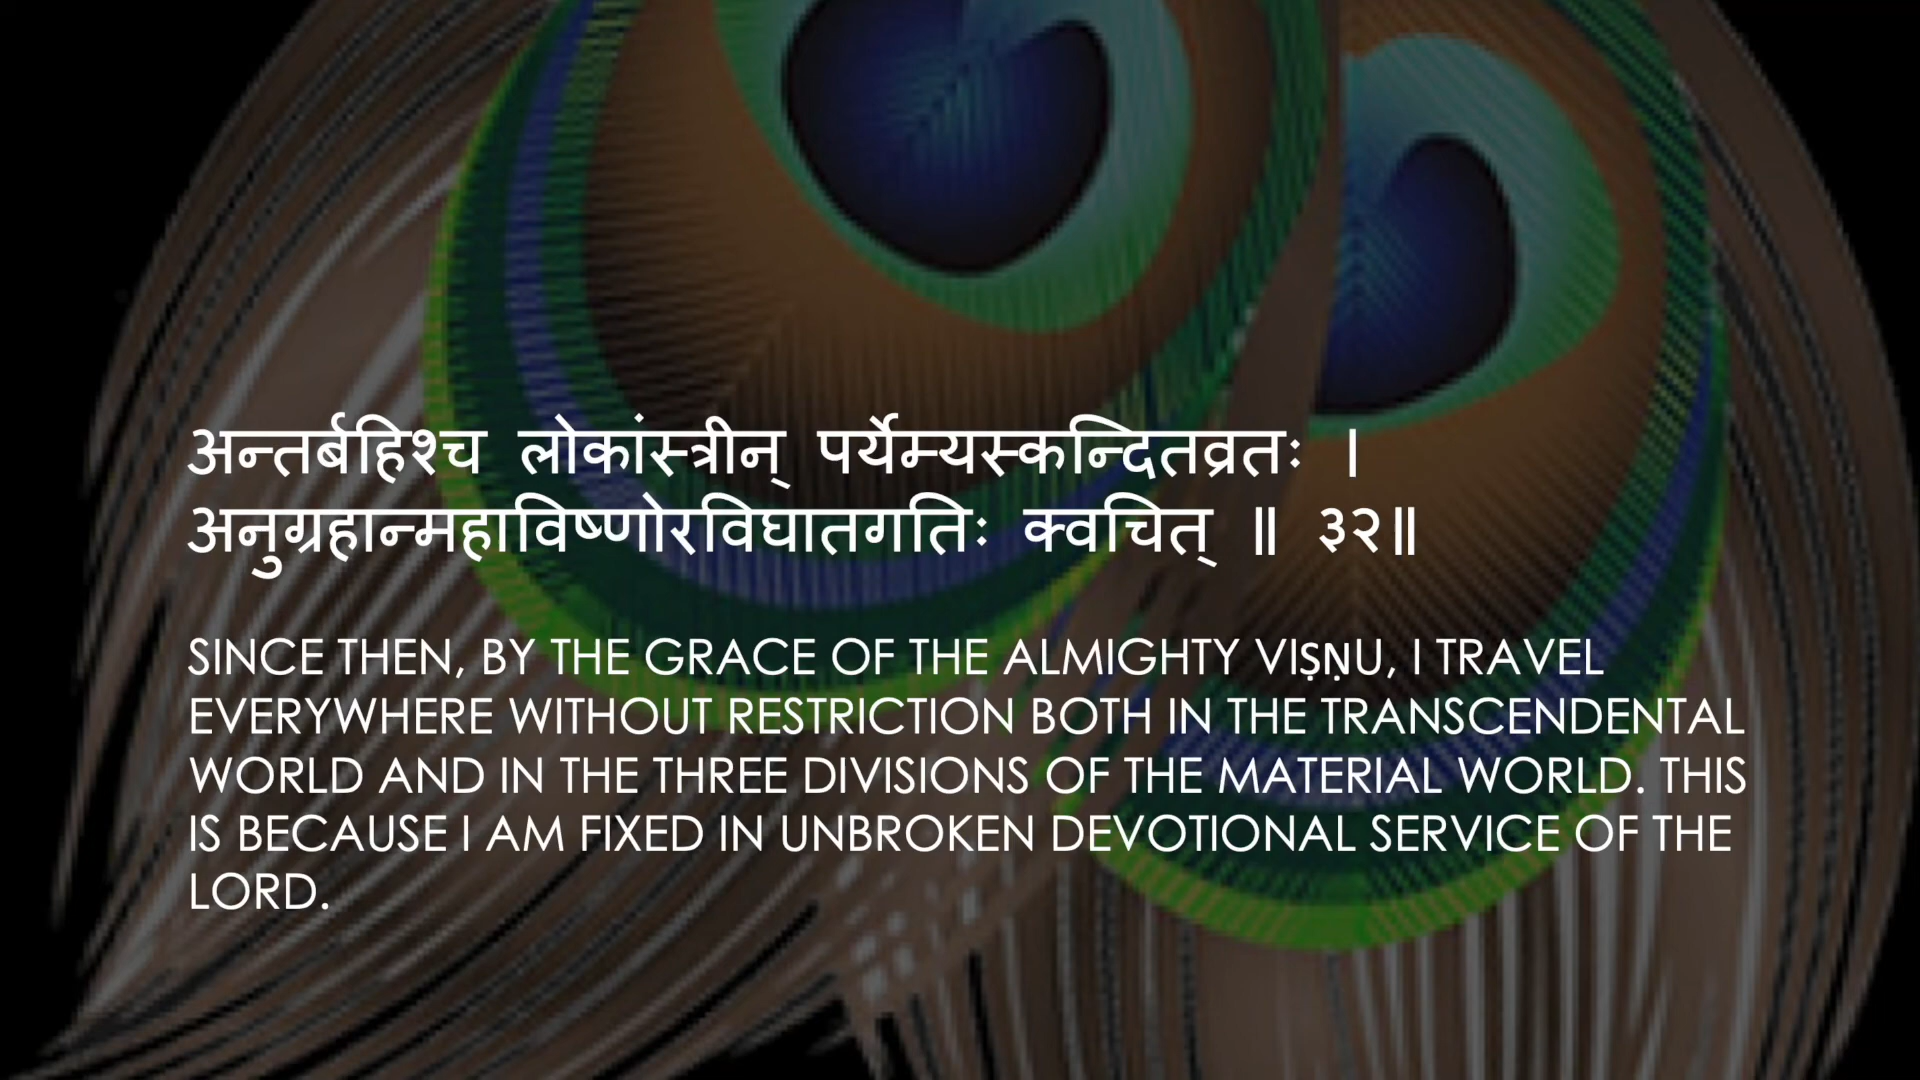 अन्तर्बहिश्च लोकांस्त्रीन् पर्येम्यस्कन्दितव्रतः ।
अनुग्रहान्महाविष्णोरविघातगतिः क्वचित् ॥ ३२॥
SINCE THEN, BY THE GRACE OF THE ALMIGHTY VIṢṆU, I TRAVEL
EVERYWHERE WITHOUT RESTRICTION BOTH IN THE TRANSCENDENTAL
WORLD AND IN THE THREE DIVISIONS OF THE MATERIAL WORLD. THIS
IS BECAUSE I AM FIXED IN UNBROKEN DEVOTIONAL SERVICE OF THE
LORD.